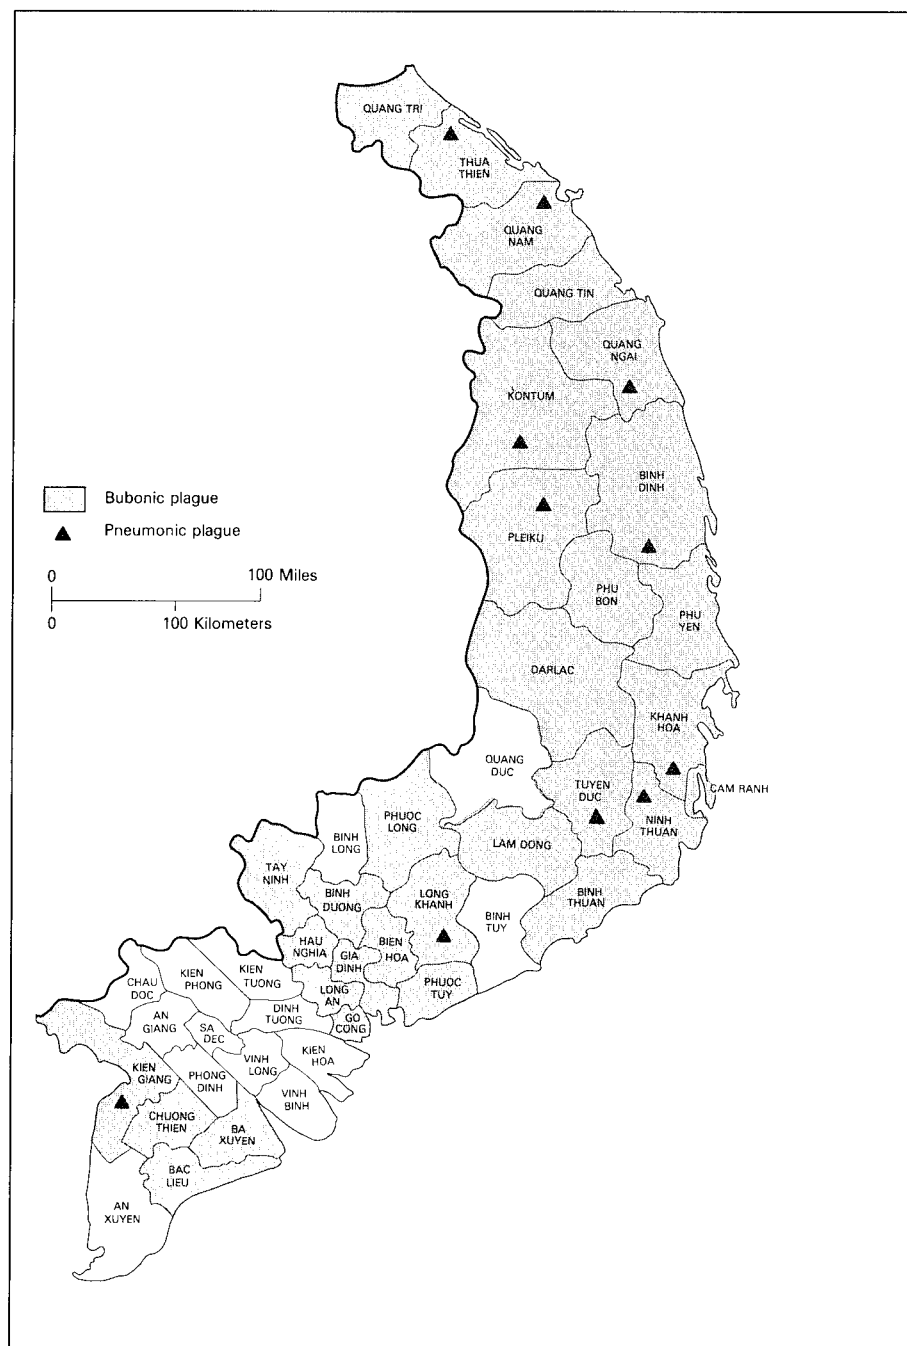 QUANG TRI
THUA
THIEN
QUANG
NAM
QUANG TIN
QUANG
NGAI
KONTUM
BINH
DINH
Bubonic plague
Pneumonic plague
0 100 Miles
0 100 Kilometers
PLEIKU
PHU
BON
PHU
YEN
DARLAC
KHANH
HOA
QUANG
DUC
TUYEN
DUC
CAM RANH
NINH
THUAN
PHUOC
LONG
BINH
LONG
LAM DONG
TAY
NINH
BINH
DUONG
LONG
KHANH
BINH
THUAN
BINH
TUY
HAU
NGHIA
BIEN
HOA
GIA
DINH
KIEN
TUONG
KIEN
PHONG
CHAU
DOC
LONG
AN
PHUOC
TUY
AN
GIANG
SA
DEC
DINH
TUONG
GO
CONG
KIEN
HOA
KIEN
GIANG
PHONG
DINH
VINH
LONG
VINH
BINH
CHUONG
THIEN
BA
XUYEN
BAC
LIEU
AN
XUYEN